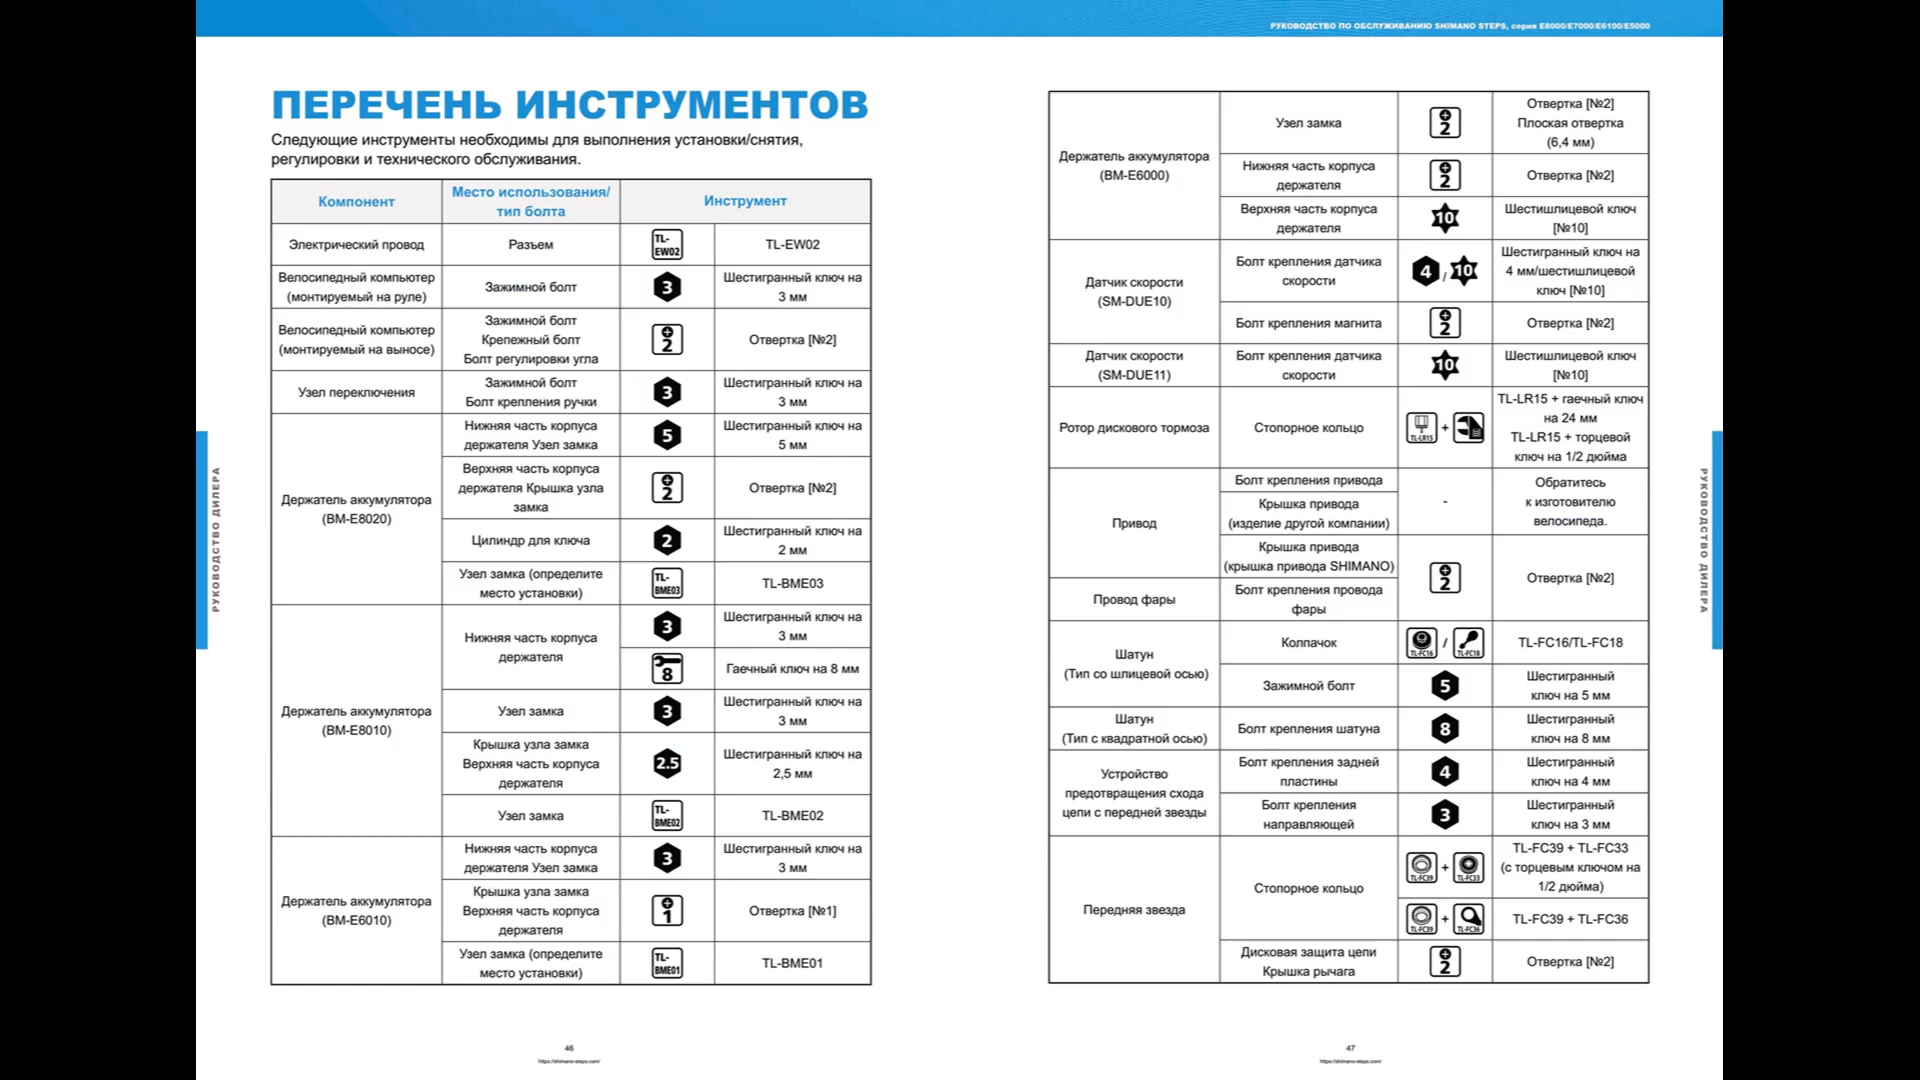 РУКОВОДСТВО ПО ОБСЛУЖИВАНИЮ SHIMANO STEPS, серия E8000/E7000/E6100/E5000
ПЕРЕЧЕНЬ ИНСТРУМЕНТОВ
Следующие инструменты необходимы для выполнения установки/снятия,
регулировки и технического обслуживания.
Компонент
Место использования/
тип болта
Инструмент
Электрический провод
Разъем
TL-
EW02
TL-EW02
Велосипедный компьютер
(монтируемый на руле)
Зажимной болт
3
Шестигранный ключ на
3 мм
Велосипедный компьютер
(монтируемый на выносе)
Зажимной болт
Крепежный болт
Болт регулировки угла
2
Отвертка [№2]
Узел переключения
Зажимной болт
Болт крепления ручки
3
Шестигранный ключ на
3 мм
Держатель аккумулятора
(BM-E8020)
Нижняя часть корпуса
держателя Узел замка
5
Шестигранный ключ на
5 мм
Верхняя часть корпуса
держателя Крышка узла
замка
2
Отвертка [№2]
Цилиндр для ключа
2
Шестигранный ключ на
2 мм
Узел замка (определите
место установки)
TL-
BME03
TL-BME03
Держатель аккумулятора
(BM-E8010)
Нижняя часть корпуса
держателя
3
Шестигранный ключ на
3 мм
8
Гаечный ключ на 8 мм
Узел замка
3
Шестигранный ключ на
3 мм
Крышка узла замка
Верхняя часть корпуса
держателя
2.5
Шестигранный ключ на
2,5 мм
Узел замка
TL-
BME02
TL-BME02
Держатель аккумулятора
(BM-E6010)
Нижняя часть корпуса
держателя Узел замка
3
Шестигранный ключ на
3 мм
Крышка узла замка
Верхняя часть корпуса
держателя
1
Отвертка [№1]
Узел замка (определите
место установки)
TL-
BME01
TL-BME01
РУКОВОДСТВО ДИЛЕРА
46
https://shimano-steps.com/
Держатель аккумулятора
(BM-E6000)
Узел замка
2
Отвертка [№2]
Плоская отвертка
(6,4 мм)
Нижняя часть корпуса
держателя
2
Отвертка [№2]
Верхняя часть корпуса
держателя
10
Шестишлицевой ключ
[№10]
Датчик скорости
(SM-DUE10)
Болт крепления датчика
скорости
4 / 10
Шестигранный ключ на
4 мм/шестишлицевой
ключ [№10]
Болт крепления магнита
2
Отвертка [№2]
Датчик скорости
(SM-DUE11)
Болт крепления датчика
скорости
10
Шестишлицевой ключ
[№10]
Ротор дискового тормоза
Стопорное кольцо
TL-LR15 +
TL-LR15 + гаечный ключ
на 24 мм
TL-LR15 + торцевой
ключ на 1/2 дюйма
Привод
Болт крепления привода
Крышка привода
(изделие другой компании)
-
Обратитесь
к изготовителю
велосипеда.
Крышка привода
(крышка привода SHIMANO)
2
Отвертка [№2]
Провод фары
Болт крепления провода
фары
Шатун
(Тип со шлицевой осью)
Колпачок
TL-FC16 / TL-FC18
TL-FC16/TL-FC18
Зажимной болт
5
Шестигранный
ключ на 5 мм
Шатун
(Тип с квадратной осью)
Болт крепления шатуна
8
Шестигранный
ключ на 8 мм
Устройство
предотвращения схода
цепи с передней звезды
Болт крепления задней
пластины
4
Шестигранный
ключ на 4 мм
Болт крепления
направляющей
3
Шестигранный
ключ на 3 мм
Передняя звезда
Стопорное кольцо
TL-FC39 + TL-FC33
TL-FC39 + TL-FC33
(с торцевым ключом на
1/2 дюйма)
TL-FC39 + TL-FC36
TL-FC39 + TL-FC36
Дисковая защита цепи
Крышка рычага
2
Отвертка [№2]
РУКОВОДСТВО ДИЛЕРА
47
https://shimano-steps.com/